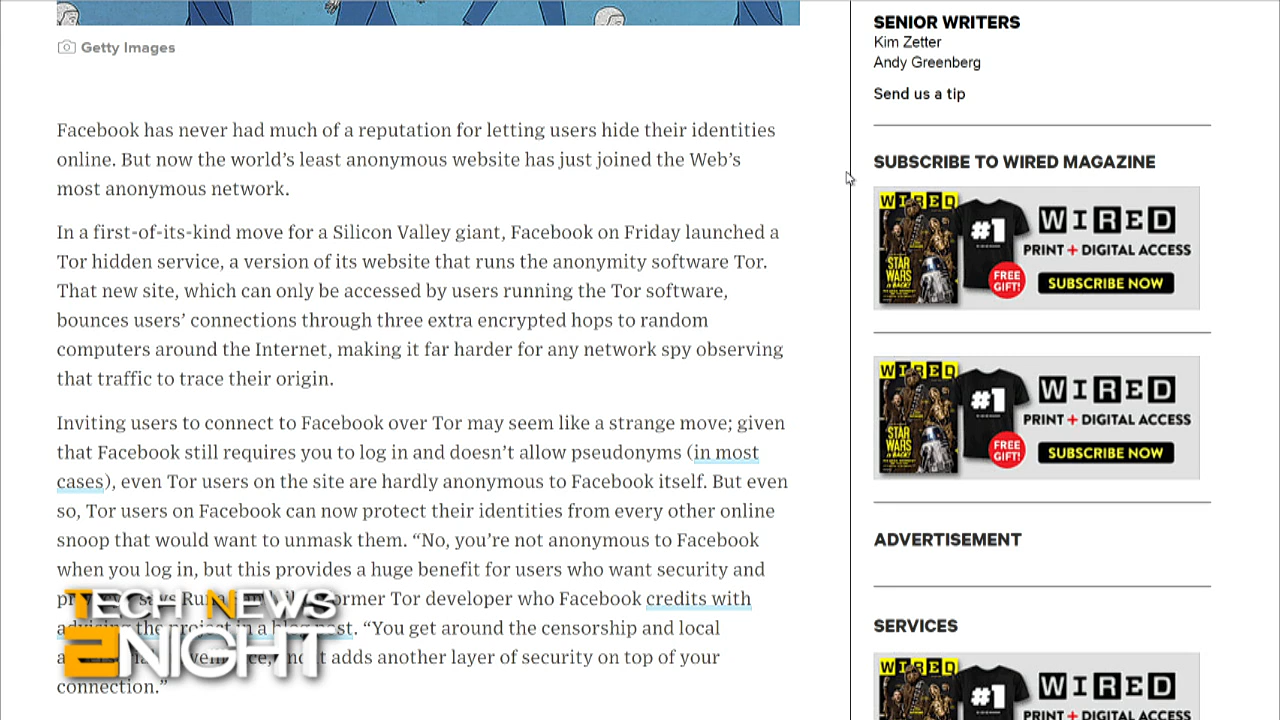 Getty Images
Facebook has never had much of a reputation for letting users hide their identities
online. But now the world’s least anonymous website has just joined the Web’s
most anonymous network.
In a first-of-its-kind move for a Silicon Valley giant, Facebook on Friday launched a
Tor hidden service, a version of its website that runs the anonymity software Tor.
That new site, which can only be accessed by users running the Tor software,
bounces users’ connections through three extra encrypted hops to random
computers around the Internet, making it far harder for any network spy observing
that traffic to trace their origin.
Inviting users to connect to Facebook over Tor may seem like a strange move; given
that Facebook still requires you to log in and doesn’t allow pseudonyms (in most
cases), even Tor users on the site are hardly anonymous to Facebook itself. But even
so, Tor users on Facebook can now protect their identities from every other online
snoop that would want to unmask them. “No, you’re not anonymous to Facebook
when you log in, but this provides a huge benefit for users who want security and
says former Tor developer who Facebook credits with
advising the project in a blog post. “You get around the censorship and local
it adds another layer of security on top of your
connection.”
TECH NEWS
2NIGHT
SENIOR WRITERS
Kim Zetter
Andy Greenberg
Send us a tip
SUBSCRIBE TO WIRED MAGAZINE
WIRED
STAR
WARS
#1
FREE
GIFT!
WIRED
PRINT + DIGITAL ACCESS
SUBSCRIBE NOW
WIRED
STAR
WARS
#1
FREE
GIFT!
WIRED
PRINT + DIGITAL ACCESS
SUBSCRIBE NOW
ADVERTISEMENT
SERVICES
WIRED
#1
WIRED
PRINT + DIGITAL ACCESS